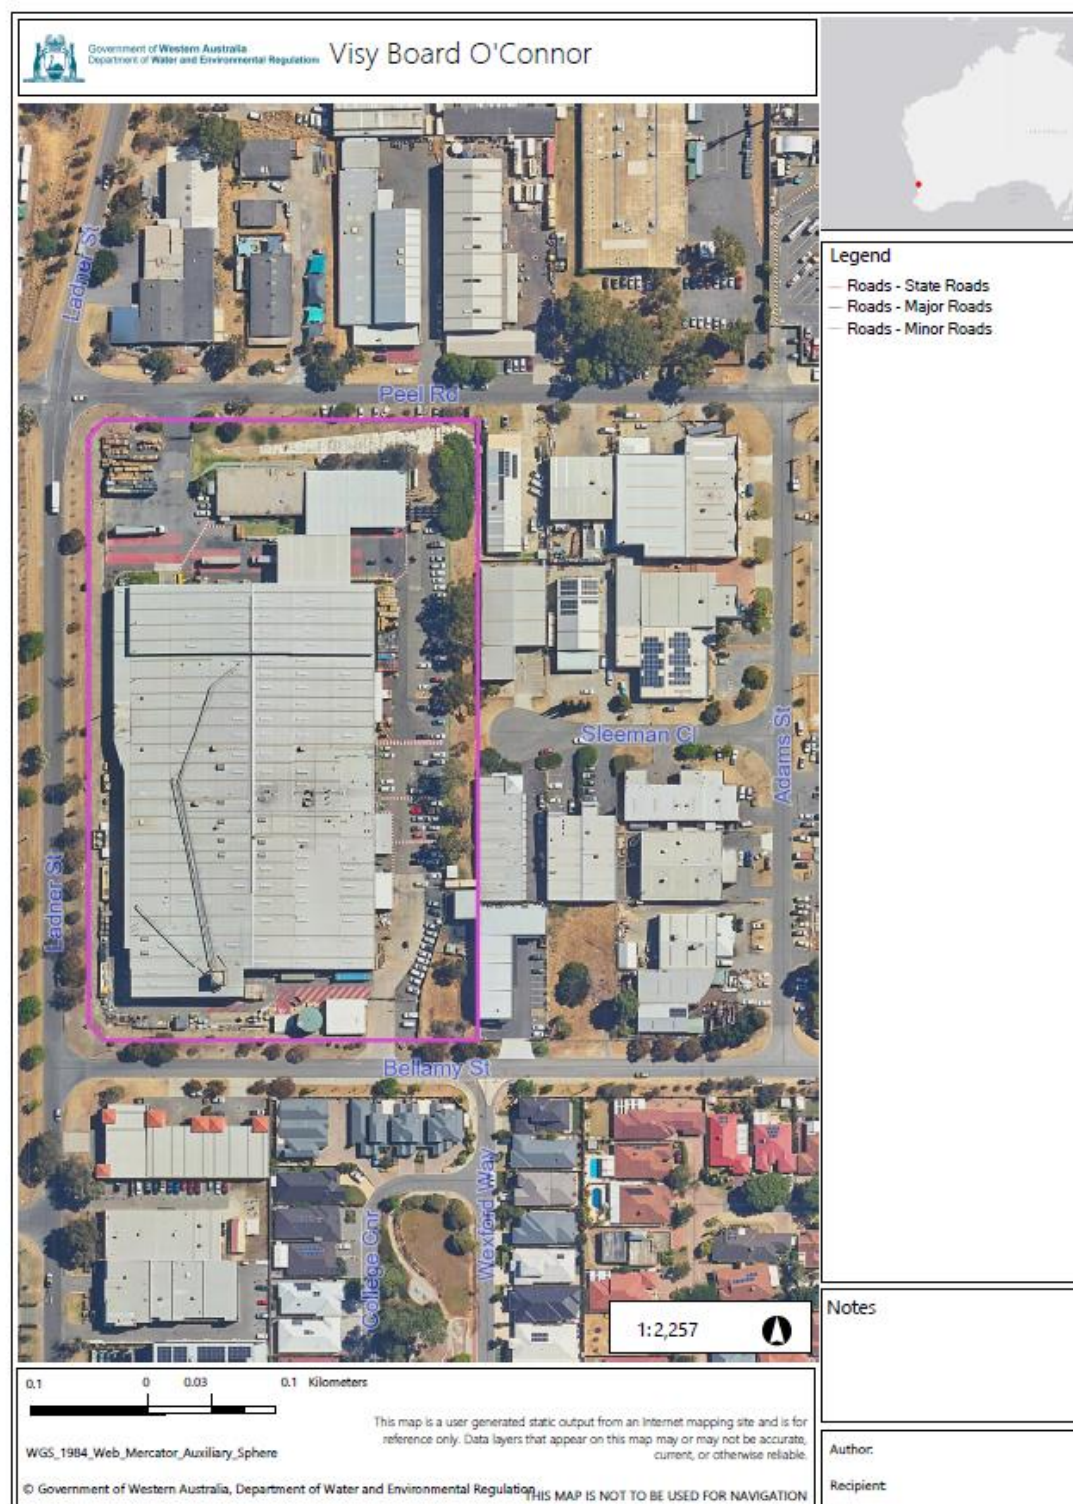 Government of Western Australia
Department of Water and Environmental Regulation
Visy Board O'Connor
Legend
Roads - State Roads
Roads - Major Roads
Roads - Minor Roads
Ladner St
Peel Rd
Sleeman Cl
Adams St
Ladner St
Bellamy St
Wexford Way
College Cnr
1:2,257
Notes
0.1 0 0.03 0.1 Kilometers
This map is a user generated static output from an Internet mapping site and is for
reference only. Data layers that appear on this map may or may not be accurate,
current, or otherwise reliable.
WGS_1984_Web_Mercator_Auxiliary_Sphere
© Government of Western Australia, Department of Water and Environmental Regulation
THIS MAP IS NOT TO BE USED FOR NAVIGATION
Author:
Recipient: